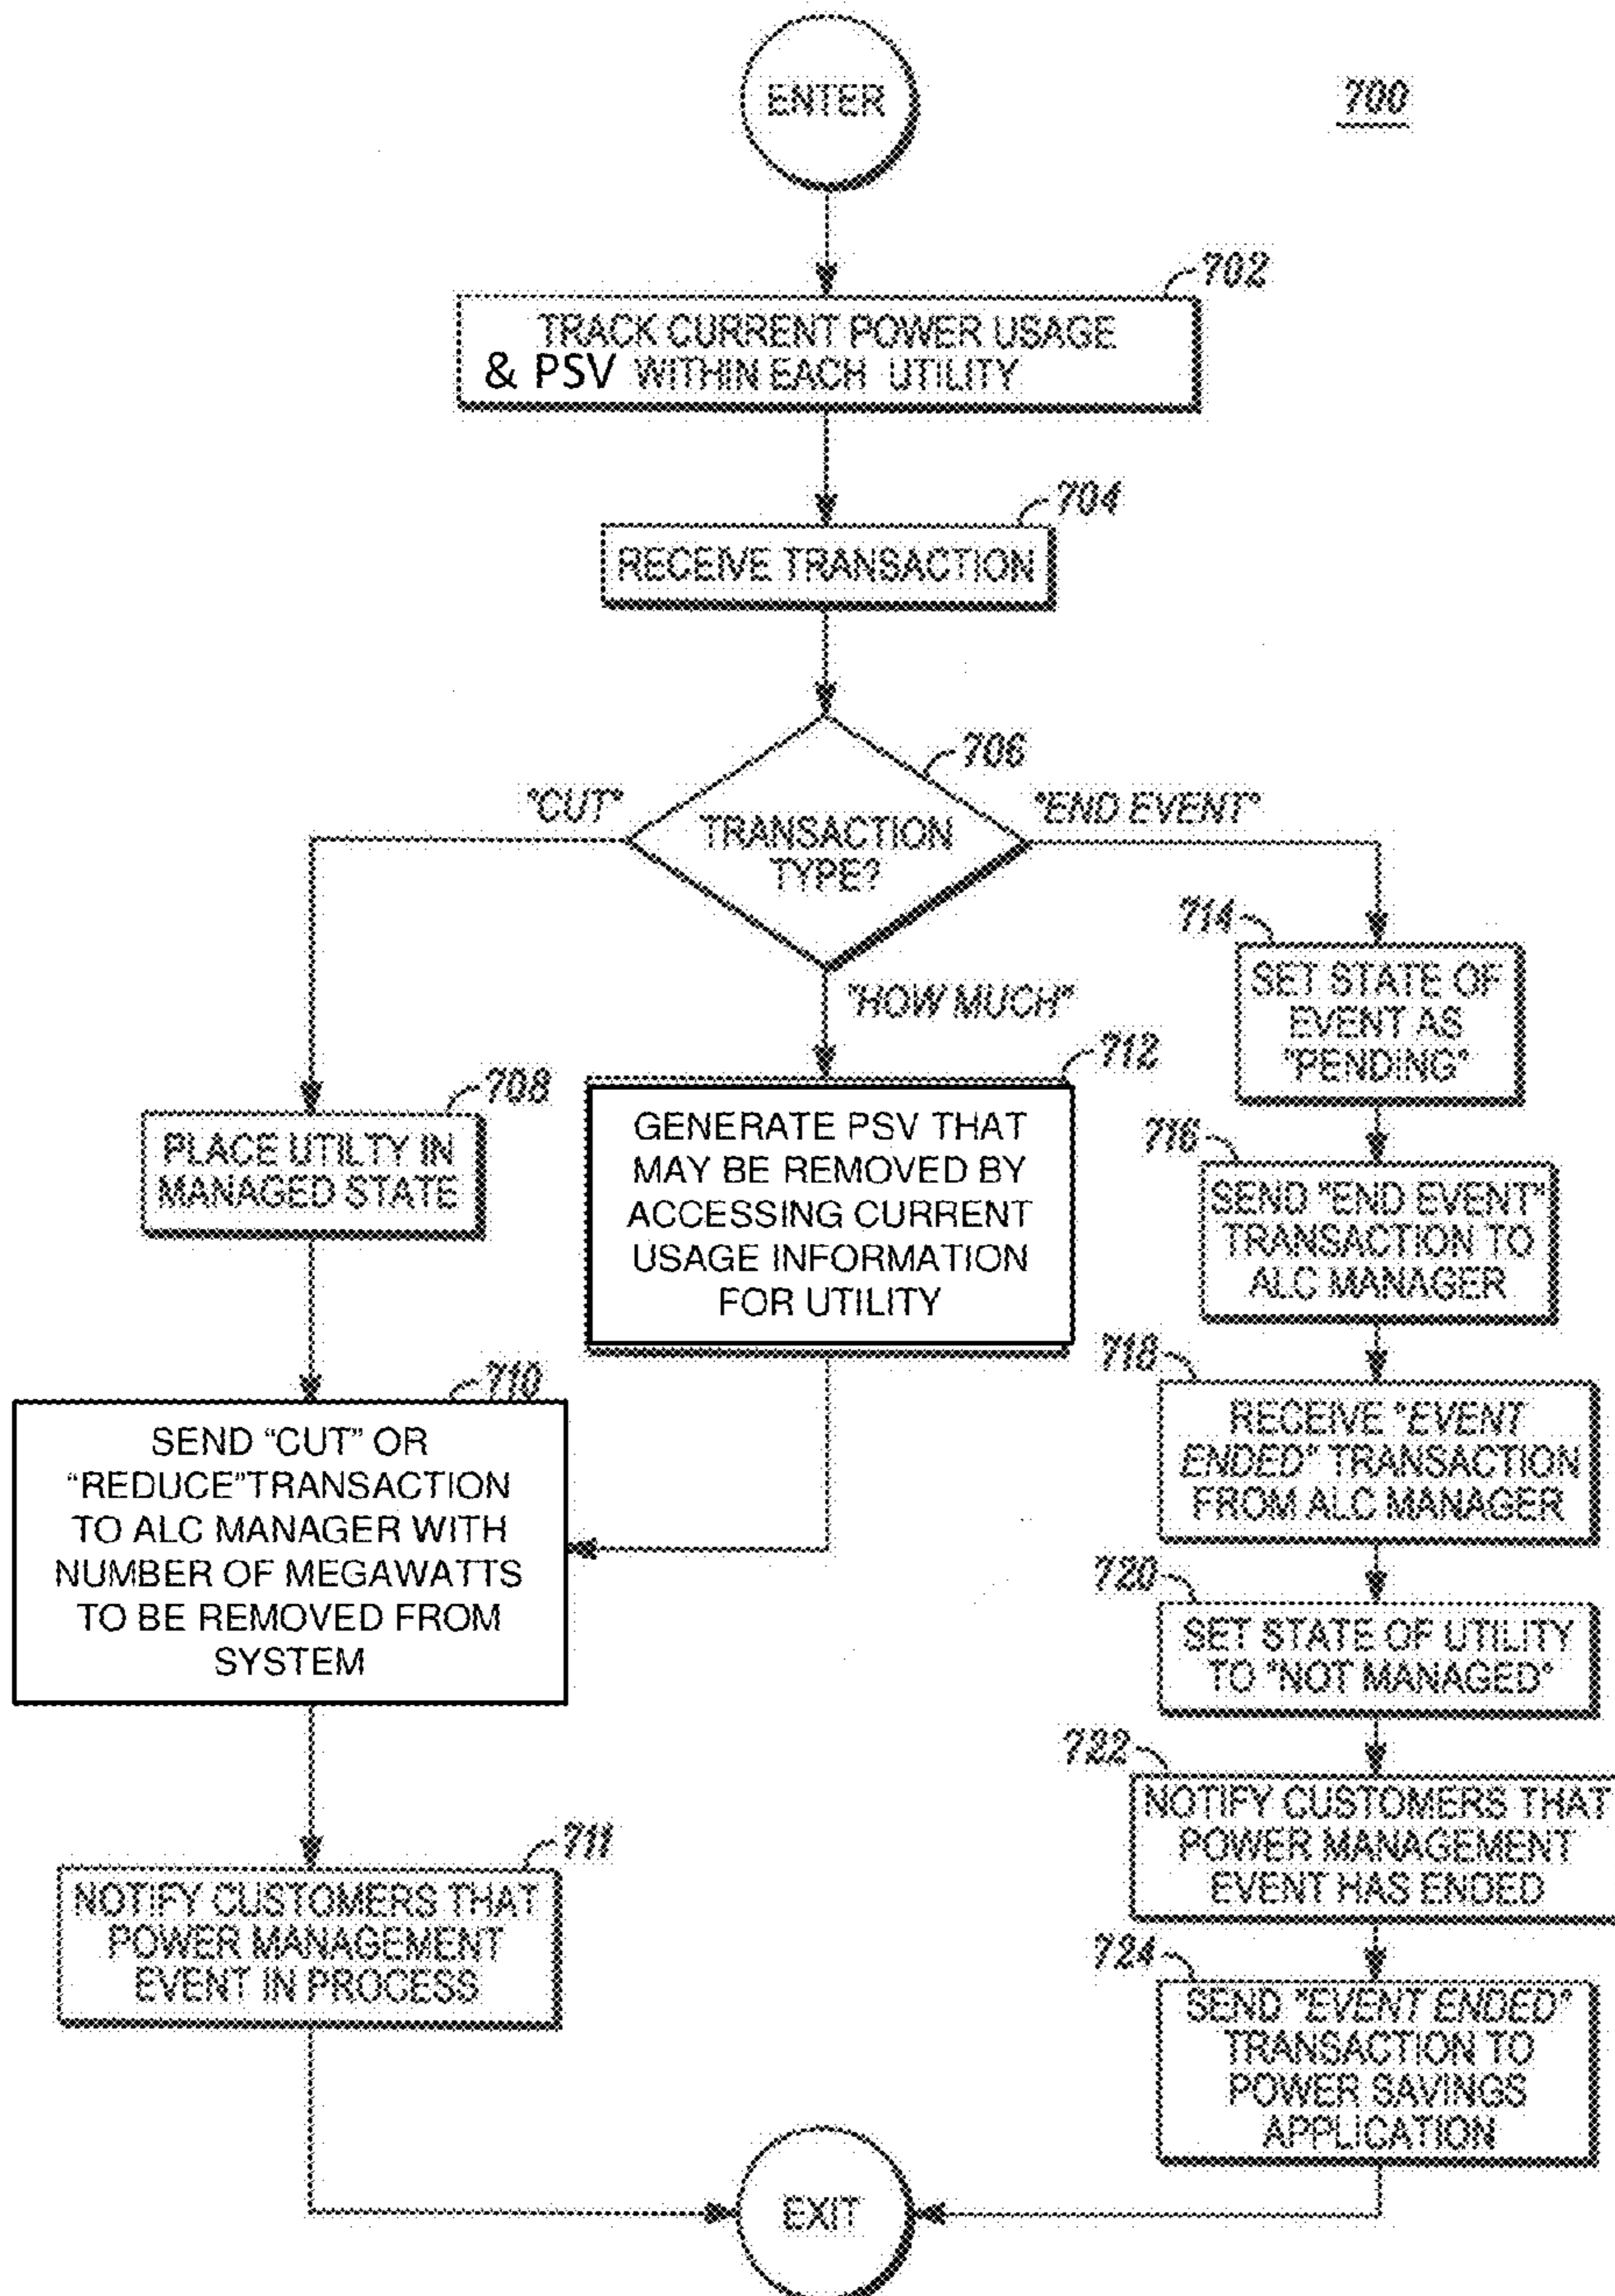 ENTER
700
702
TRACK CURRENT POWER USAGE
& PSV WITHIN EACH UTILITY
704
RECEIVE TRANSACTION
706
TRANSACTION
TYPE?
"CUT"
"END EVENT"
"HOW MUCH"
708
PLACE UTILTY IN
MANAGED STATE
712
GENERATE PSV THAT
MAY BE REMOVED BY
ACCESSING CURRENT
USAGE INFORMATION
FOR UTILITY
710
SEND “CUT” OR
“REDUCE”TRANSACTION
TO ALC MANAGER WITH
NUMBER OF MEGAWATTS
TO BE REMOVED FROM
SYSTEM
711
NOTIFY CUSTOMERS THAT
POWER MANAGEMENT
EVENT IN PROCESS
714
SET STATE OF
EVENT AS
"PENDING"
716
SEND "END EVENT"
TRANSACTION TO
ALC MANAGER
718
RECEIVE "EVENT
ENDED" TRANSACTION
FROM ALC MANAGER
720
SET STATE OF UTILITY
TO "NOT MANAGED"
722
NOTIFY CUSTOMERS THAT
POWER MANAGEMENT
EVENT HAS ENDED
724
SEND "EVENT ENDED"
TRANSACTION TO
POWER SAVINGS
APPLICATION
EXIT